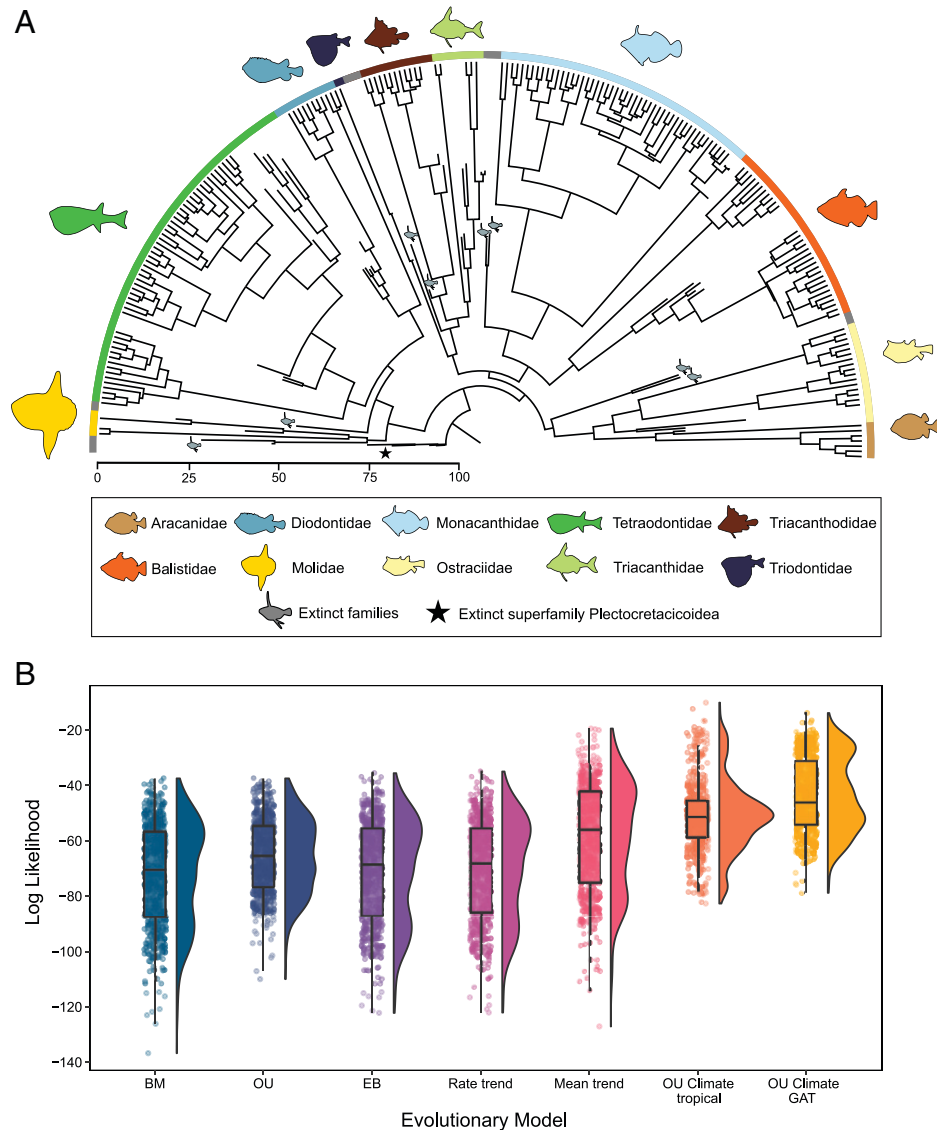 A
0 25 50 75 100
Aracanidae Diodontidae Monacanthidae Tetraodontidae Triacanthodidae
Balistidae Molidae Ostraciidae Triacanthidae Triodontidae
Extinct families Extinct superfamily Plectocretacicoidea
B
Log Likelihood
−20
−40
−60
−80
−100
−120
−140
BM OU EB Rate trend Mean trend OU Climate tropical OU Climate GAT
Evolutionary Model